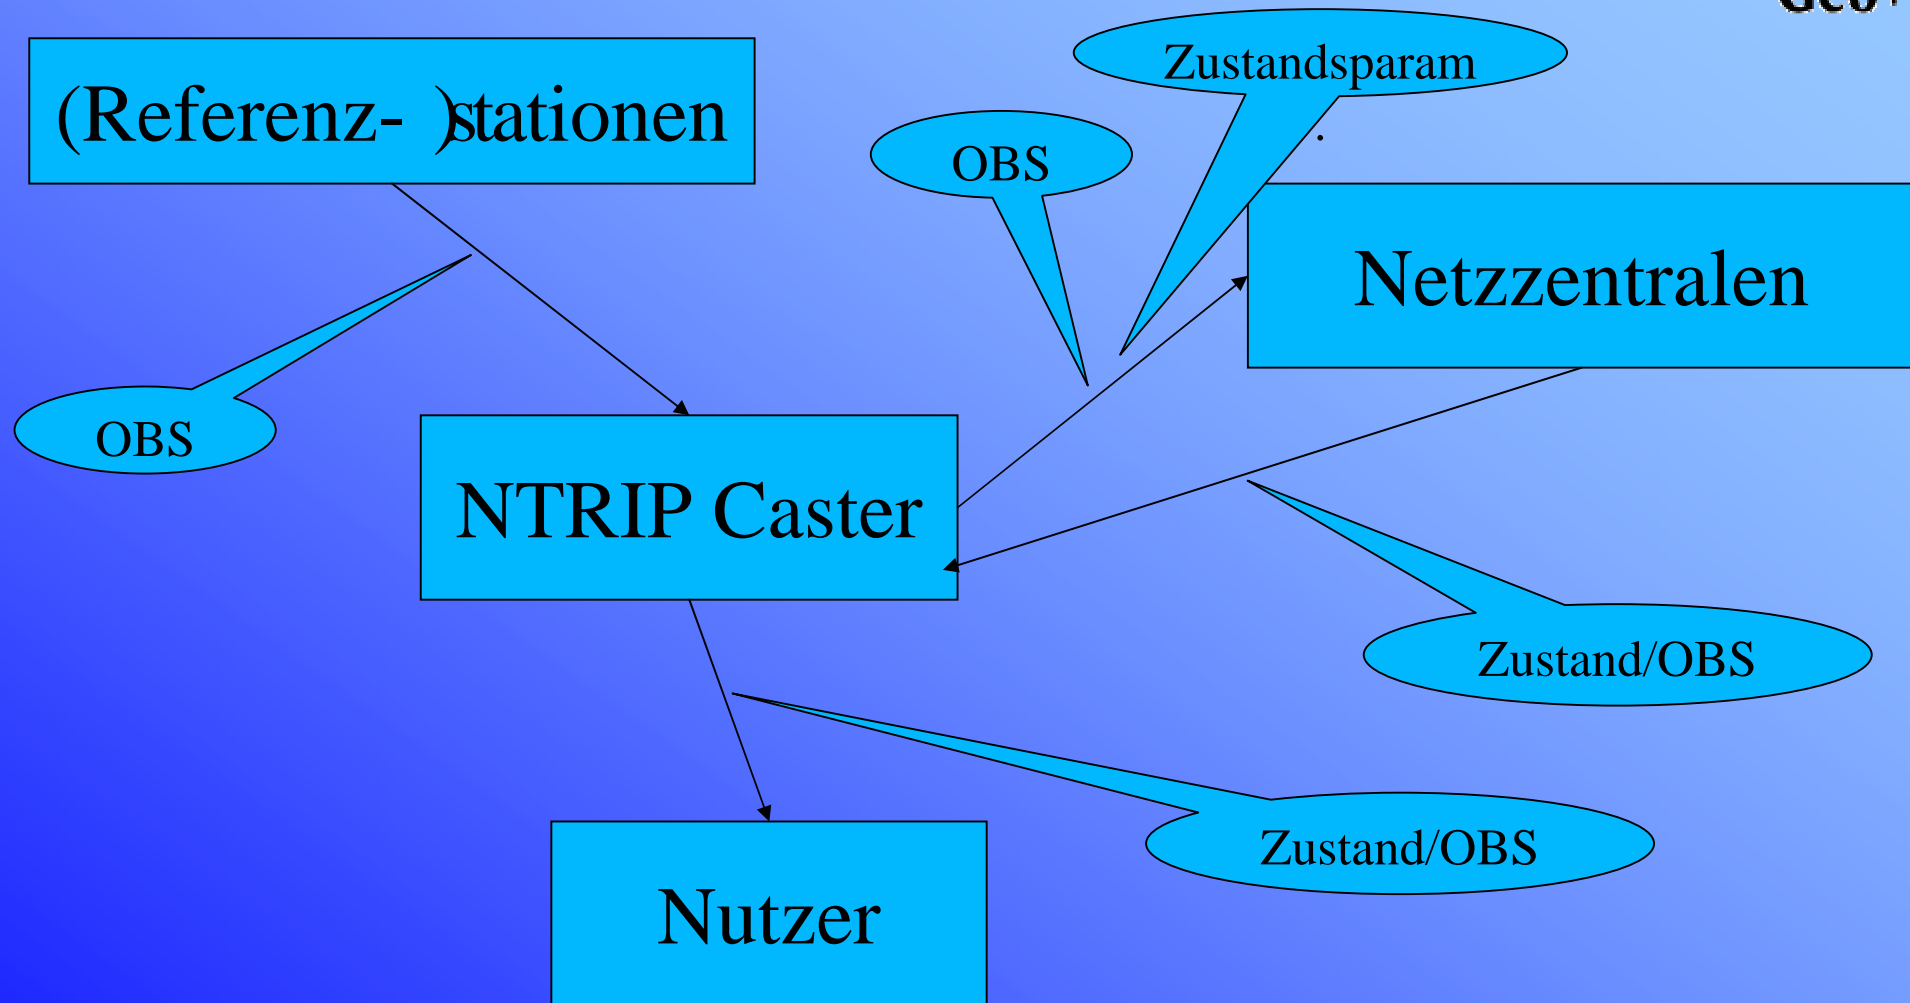 (Referenz- )stationen
Zustandsparam
.
OBS
Netzzentralen
OBS
NTRIP Caster
Zustand/OBS
Zustand/OBS
Nutzer